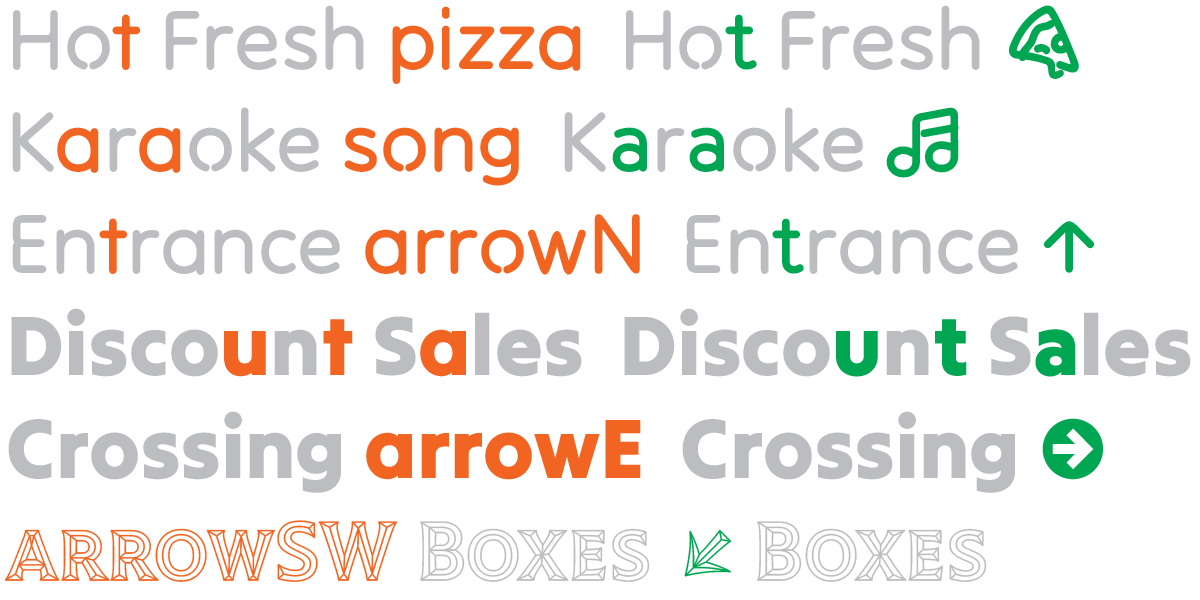 Hot Fresh pizza Hot Fresh
Karaoke song Karaoke
Entrance arrowN Entrance ↑
Discount Sales Discount Sales
Crossing arrowE Crossing →
ARROWSW BOXES ↙ BOXES